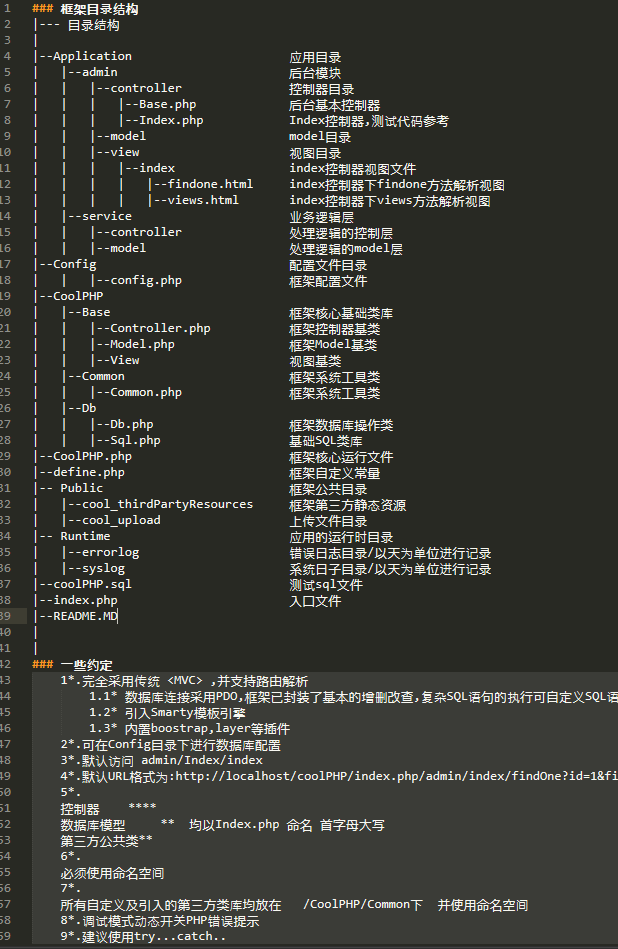 1 ### 框架目录结构
2 |--- 目录结构
3 |
4 |--Application 应用目录
5 | |--admin 后台模块
6 | | |--controller 控制器目录
7 | | | |--Base.php 后台基本控制器
8 | | | |--Index.php Index控制器,测试代码参考
9 | | |--model model目录
10 | | |--view 视图目录
11 | | | |--index index控制器视图文件
12 | | | | |--findone.html index控制器下findone方法解析视图
13 | | | | |--views.html index控制器下views方法解析视图
14 | |--service 业务逻辑层
15 | | |--controller 处理逻辑的控制层
16 | | |--model 处理逻辑的model层
17 |--Config 配置文件目录
18 | | |--config.php 框架配置文件
19 |--CoolPHP
20 | |--Base 框架核心基础类库
21 | | |--Controller.php 框架控制器基类
22 | | |--Model.php 框架Model基类
23 | | |--View 视图基类
24 | |--Common 框架系统工具类
25 | | |--Common.php 框架系统工具类
26 | |--Db
27 | | |--Db.php 框架数据库操作类
28 | | |--Sql.php 基础SQL类库
29 |--CoolPHP.php 框架核心运行文件
30 |--define.php 框架自定义常量
31 |-- Public 框架公共目录
32 | |--cool_thirdPartyResources 框架第三方静态资源
33 | |--cool_upload 上传文件目录
34 |-- Runtime 应用的运行时目录
35 | |--errorlog 错误日志目录/以天为单位进行记录
36 | |--syslog 系统日子目录/以天为单位进行记录
37 |--coolPHP.sql 测试sql文件
38 |--index.php 入口文件
39 |--README.MD
40 |
41 |
42 ### 一些约定
43 1*.完全采用传统 <MVC> ,并支持路由解析
44 1.1* 数据库连接采用PDO,框架已封装了基本的增删改查,复杂SQL语句的执行可自定义SQL语
45 1.2* 引入Smarty模板引擎
46 1.3* 内置boostrap,layer等插件
47 2*.可在Config目录下进行数据库配置
48 3*.默认访问 admin/Index/index
49 4*.默认URL格式为:http://localhost/coolPHP/index.php/admin/index/findOne?id=1&fi
50 5*.
51 控制器 ****
52 数据库模型 ** 均以Index.php 命名 首字母大写
53 第三方公共类**
54 6*.
55 必须使用命名空间
56 7*.
57 所有自定义及引入的第三方类库均放在 /CoolPHP/Common下 并使用命名空间
58 8*.调试模式动态开关PHP错误提示
59 9*.建议使用try...catch..